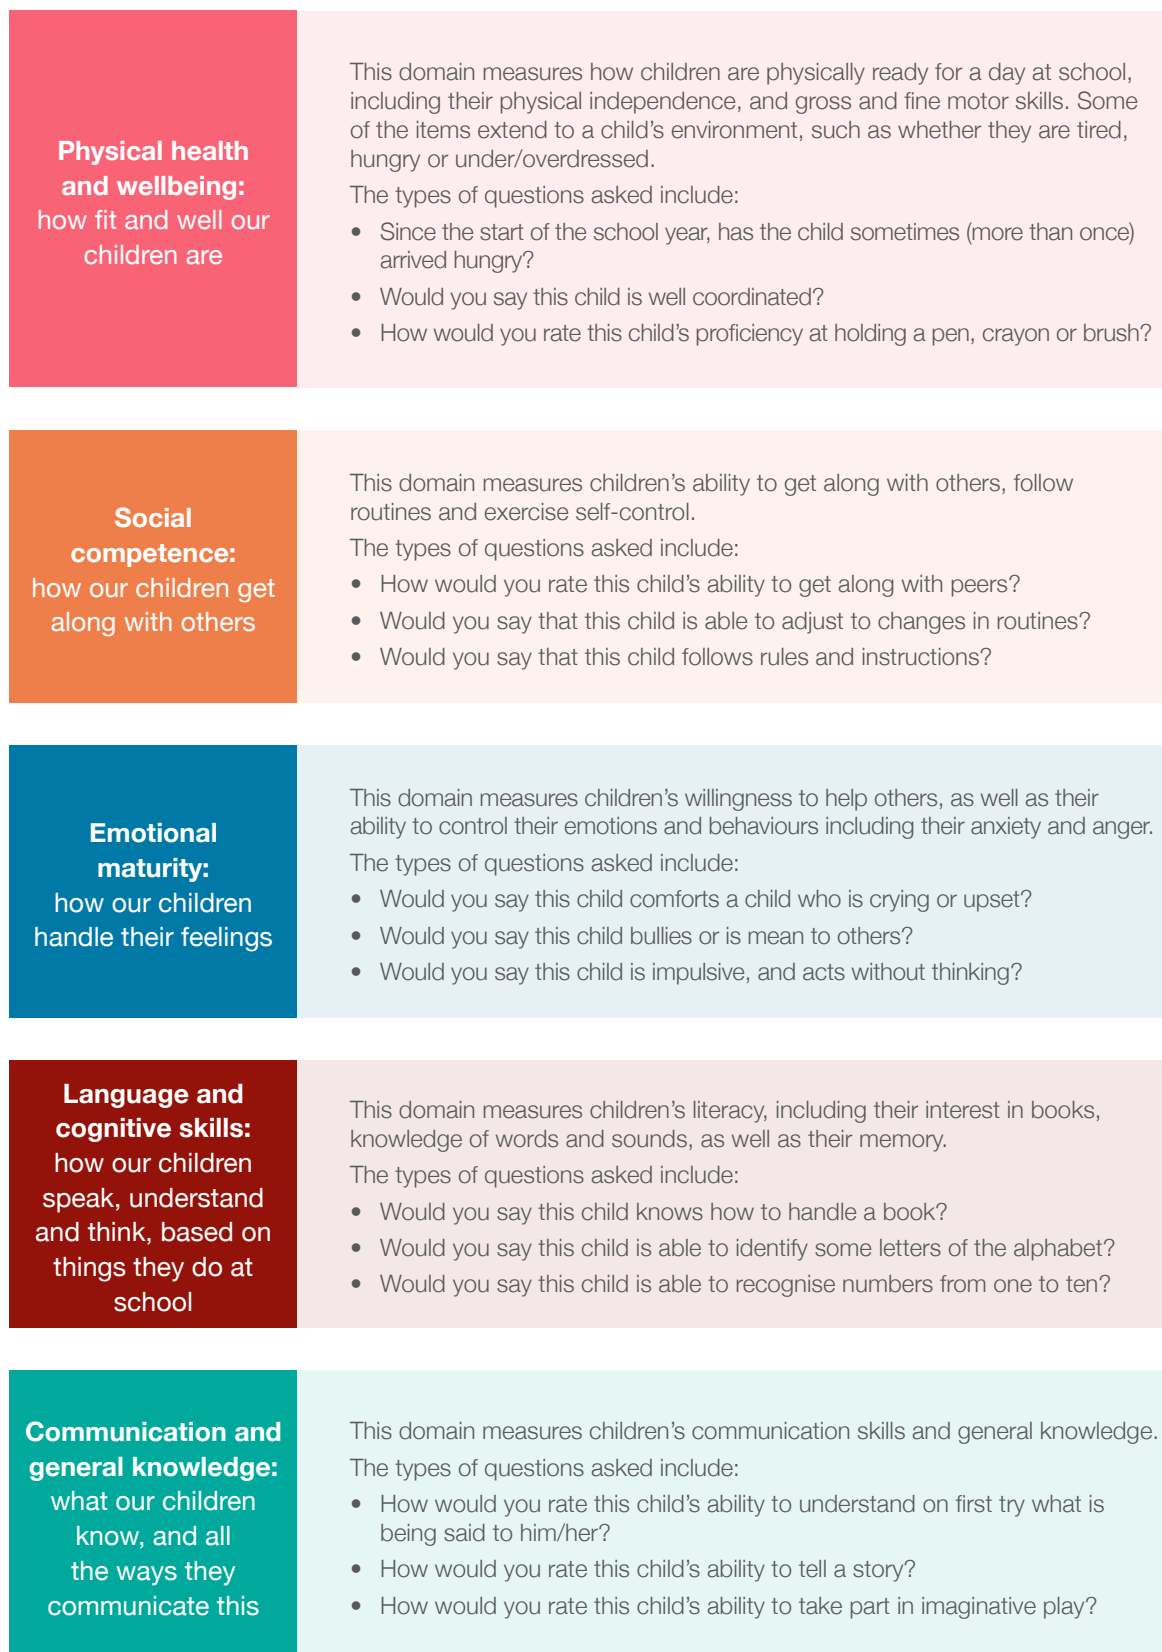 Physical health
and wellbeing:
how fit and well our
children are
This domain measures how children are physically ready for a day at school,
including their physical independence, and gross and fine motor skills. Some
of the items extend to a child’s environment, such as whether they are tired,
hungry or under/overdressed.
The types of questions asked include:
• Since the start of the school year, has the child sometimes (more than once)
arrived hungry?
• Would you say this child is well coordinated?
• How would you rate this child’s proficiency at holding a pen, crayon or brush?
Social
competence:
how our children get
along with others
This domain measures children’s ability to get along with others, follow
routines and exercise self-control.
The types of questions asked include:
• How would you rate this child’s ability to get along with peers?
• Would you say that this child is able to adjust to changes in routines?
• Would you say that this child follows rules and instructions?
Emotional
maturity:
how our children
handle their feelings
This domain measures children’s willingness to help others, as well as their
ability to control their emotions and behaviours including their anxiety and anger.
The types of questions asked include:
• Would you say this child comforts a child who is crying or upset?
• Would you say this child bullies or is mean to others?
• Would you say this child is impulsive, and acts without thinking?
Language and
cognitive skills:
how our children
speak, understand
and think, based on
things they do at
school
This domain measures children’s literacy, including their interest in books,
knowledge of words and sounds, as well as their memory.
The types of questions asked include:
• Would you say this child knows how to handle a book?
• Would you say this child is able to identify some letters of the alphabet?
• Would you say this child is able to recognise numbers from one to ten?
Communication and
general knowledge:
what our children
know, and all
the ways they
communicate this
This domain measures children’s communication skills and general knowledge.
The types of questions asked include:
• How would you rate this child’s ability to understand on first try what is
being said to him/her?
• How would you rate this child’s ability to tell a story?
• How would you rate this child’s ability to take part in imaginative play?